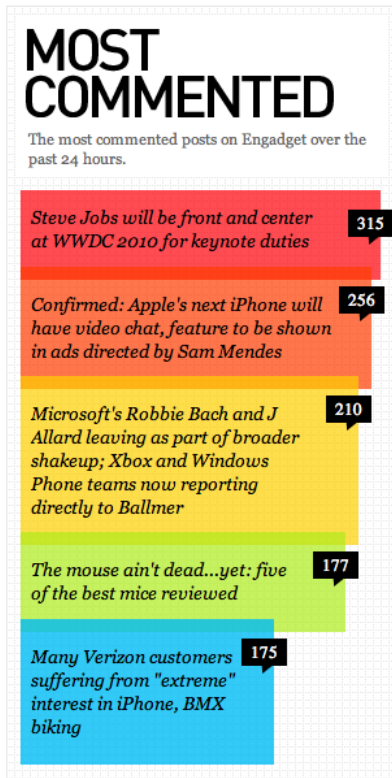 MOST
COMMENTED
The most commented posts on Engadget over the
past 24 hours.
Steve Jobs will be front and center
at WWDC 2010 for keynote duties
315
Confirmed: Apple's next iPhone will
have video chat, feature to be shown
in ads directed by Sam Mendes
256
Microsoft's Robbie Bach and J
Allard leaving as part of broader
shakeup; Xbox and Windows
Phone teams now reporting
directly to Ballmer
210
The mouse ain't dead...yet: five
of the best mice reviewed
177
Many Verizon customers
suffering from "extreme"
interest in iPhone, BMX
biking
175